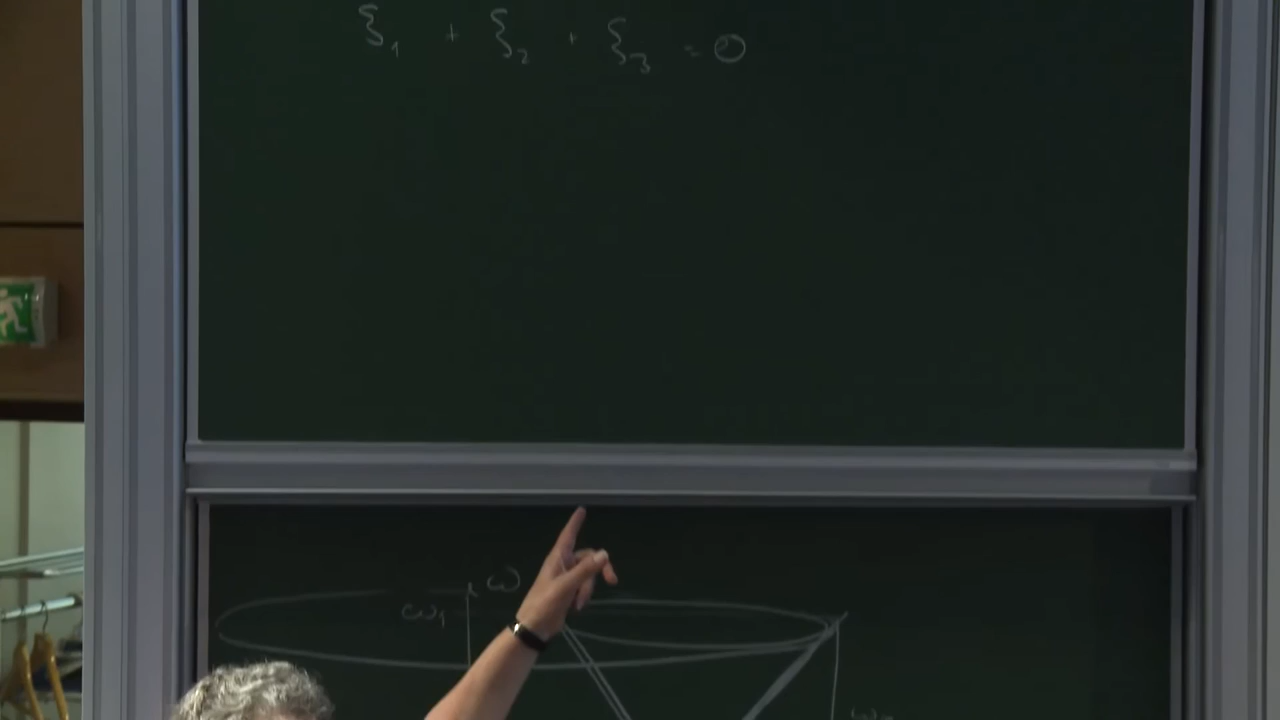 ξ₁ + ξ₂ + ξ₃ = 0
ω
ω₁